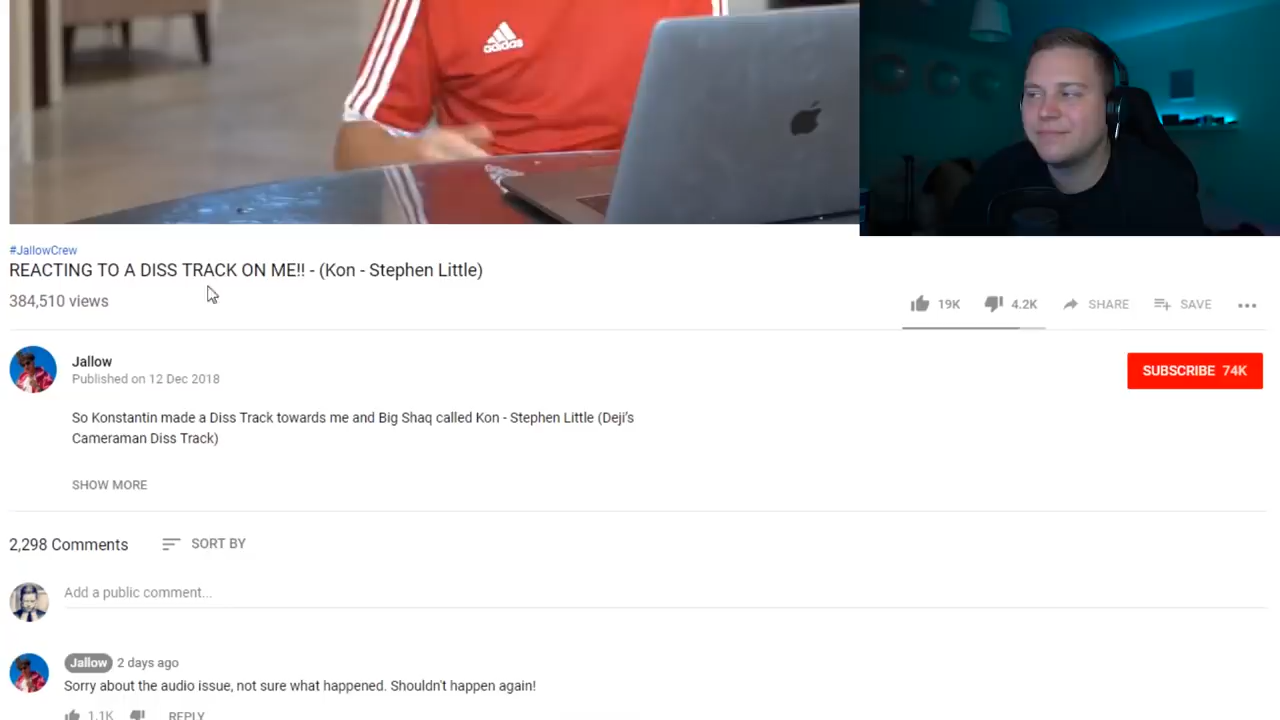 adidas
#JallowCrew
REACTING TO A DISS TRACK ON ME!! - (Kon - Stephen Little)
384,510 views
19K
4.2K
SHARE
SAVE
Jallow
Published on 12 Dec 2018
SUBSCRIBE 74K
So Konstantin made a Diss Track towards me and Big Shaq called Kon - Stephen Little (Deji's
Cameraman Diss Track)
SHOW MORE
2,298 Comments
SORT BY
Add a public comment...
Jallow 2 days ago
Sorry about the audio issue, not sure what happened. Shouldn't happen again!
1.1K
REPLY